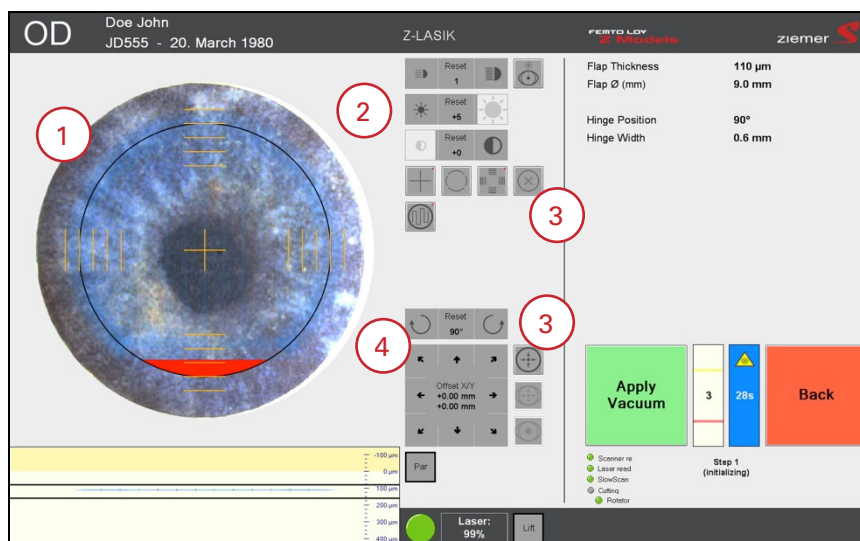 OD
Doe John
JD555 - 20. March 1980
Z-LASIK
FEMTO LDV
Z Models
ziemer
1
2
3
3
4
Reset
1
Reset
+5
Reset
+0
Reset
90°
Offset X/Y
+0.00 mm
+0.00 mm
Par
Flap Thickness 110 µm
Flap Ø (mm) 9.0 mm
Hinge Position 90°
Hinge Width 0.6 mm
Apply
Vacuum
3
28s
Back
Scanner re
Laser read
SlowScan
Cutting
Rotator
Step 1
(initializing)
-100 µm
0 µm
100 µm
200 µm
300 µm
400 µm
Laser:
99%
Lift